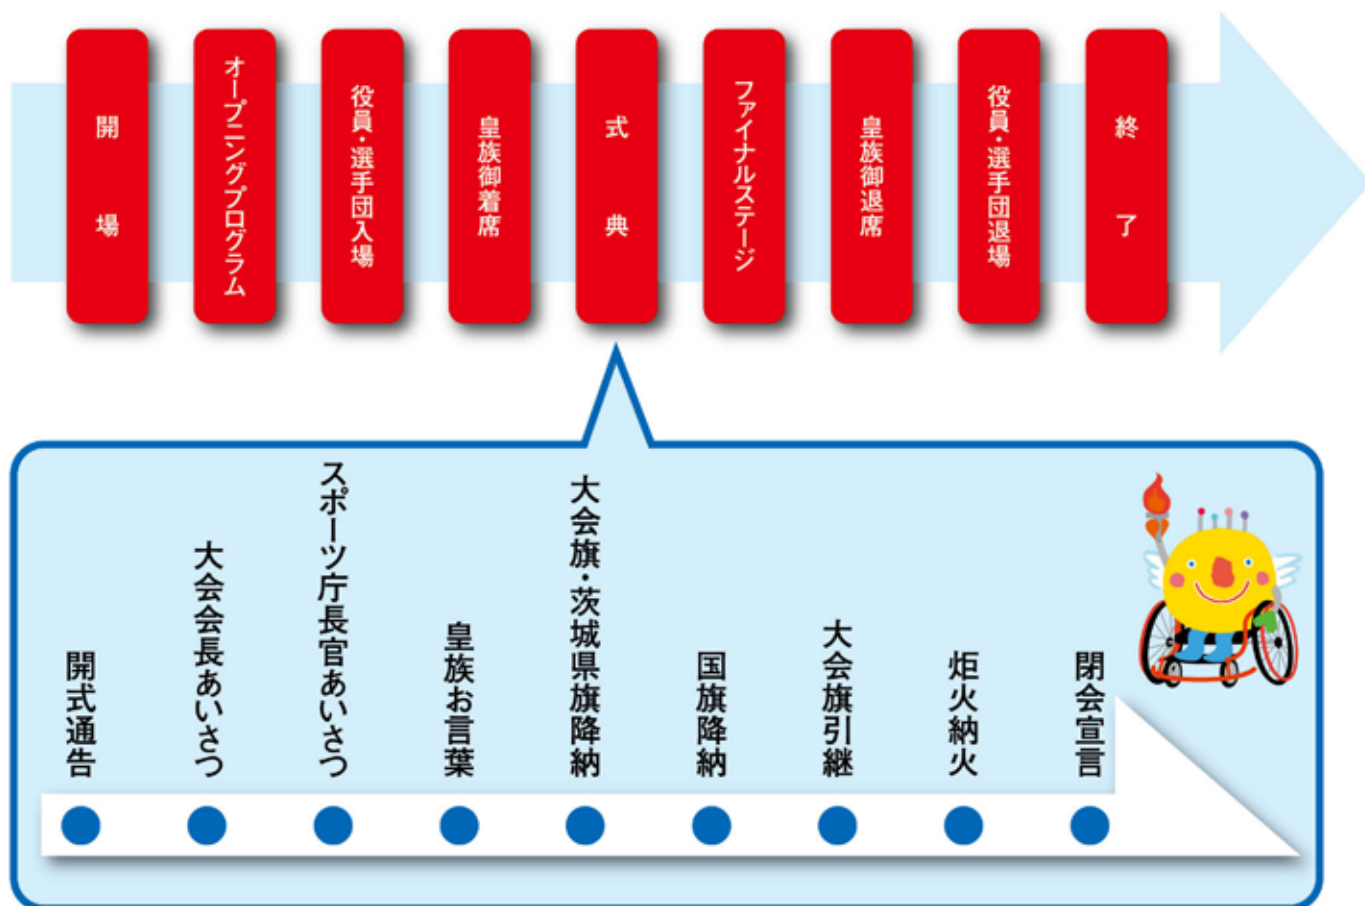 開場
オープニングプログラム
役員・選手団入場
皇族御着席
式典
ファイナルステージ
皇族御退席
役員・選手団退場
終了
開式通告
大会会長あいさつ
スポーツ庁長官あいさつ
皇族お言葉
大会旗・茨城県旗降納
国旗降納
大会旗引継
炬火納火
閉会宣言